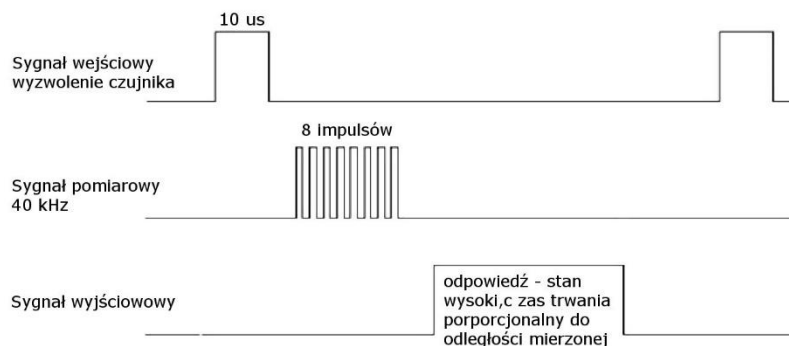 10 us
Sygnał wejściowy
wyzwolenie czujnika
8 impulsów
Sygnał pomiarowy
40 kHz
Sygnał wyjściowowy
odpowiedź - stan
wysoki,c zas trwania
porporcjonalny do
odległości mierzonej